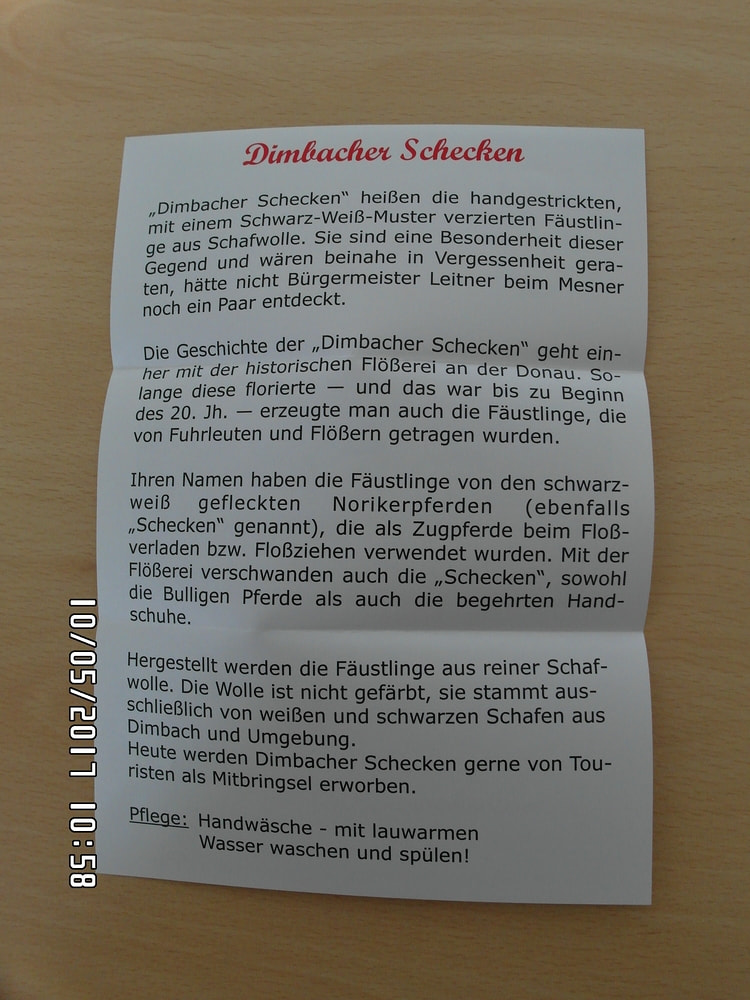 Dimbacher Schecken
„Dimbacher Schecken“ heißen die handgestrickten,
mit einem Schwarz-Weiß-Muster verzierten Fäustlin-
ge aus Schafwolle. Sie sind eine Besonderheit dieser
Gegend und wären beinahe in Vergessenheit gera-
ten, hätte nicht Bürgermeister Leitner beim Mesner
noch ein Paar entdeckt.
Die Geschichte der „Dimbacher Schecken“ geht ein-
her mit der historischen Flößerei an der Donau. So-
lange diese florierte — und das war bis zu Beginn
des 20. Jh. — erzeugte man auch die Fäustlinge, die
von Fuhrleuten und Flößern getragen wurden.
Ihren Namen haben die Fäustlinge von den schwarz-
weiß gefleckten Norikerpferden (ebenfalls
„Schecken“ genannt), die als Zugpferde beim Floß-
verladen bzw. Floßziehen verwendet wurden. Mit der
Flößerei verschwanden auch die „Schecken“, sowohl
die Bulligen Pferde als auch die begehrten Hand-
schuhe.
Hergestellt werden die Fäustlinge aus reiner Schaf-
wolle. Die Wolle ist nicht gefärbt, sie stammt aus-
schließlich von weißen und schwarzen Schafen aus
Dimbach und Umgebung.
Heute werden Dimbacher Schecken gerne von Tou-
risten als Mitbringsel erworben.
Pflege: Handwäsche - mit lauwarmen
Wasser waschen und spülen!
10/05/2017 10:58